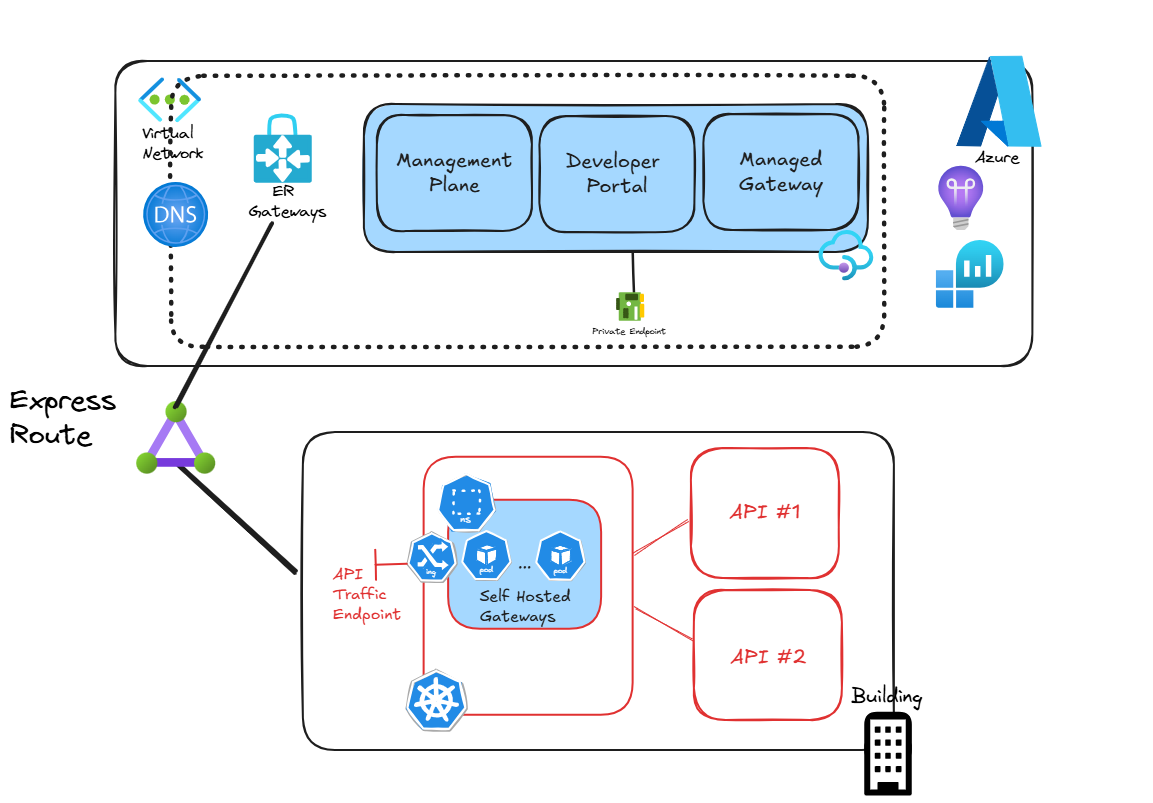 Virtual
Network
DNS
ER
Gateways
Management
Plane
Developer
Portal
Managed
Gateway
Azure
Private Endpoint
Express
Route
ns
ing
pod
...
pod
Self Hosted
Gateways
API
Traffic
Endpoint
API #1
API #2
Building